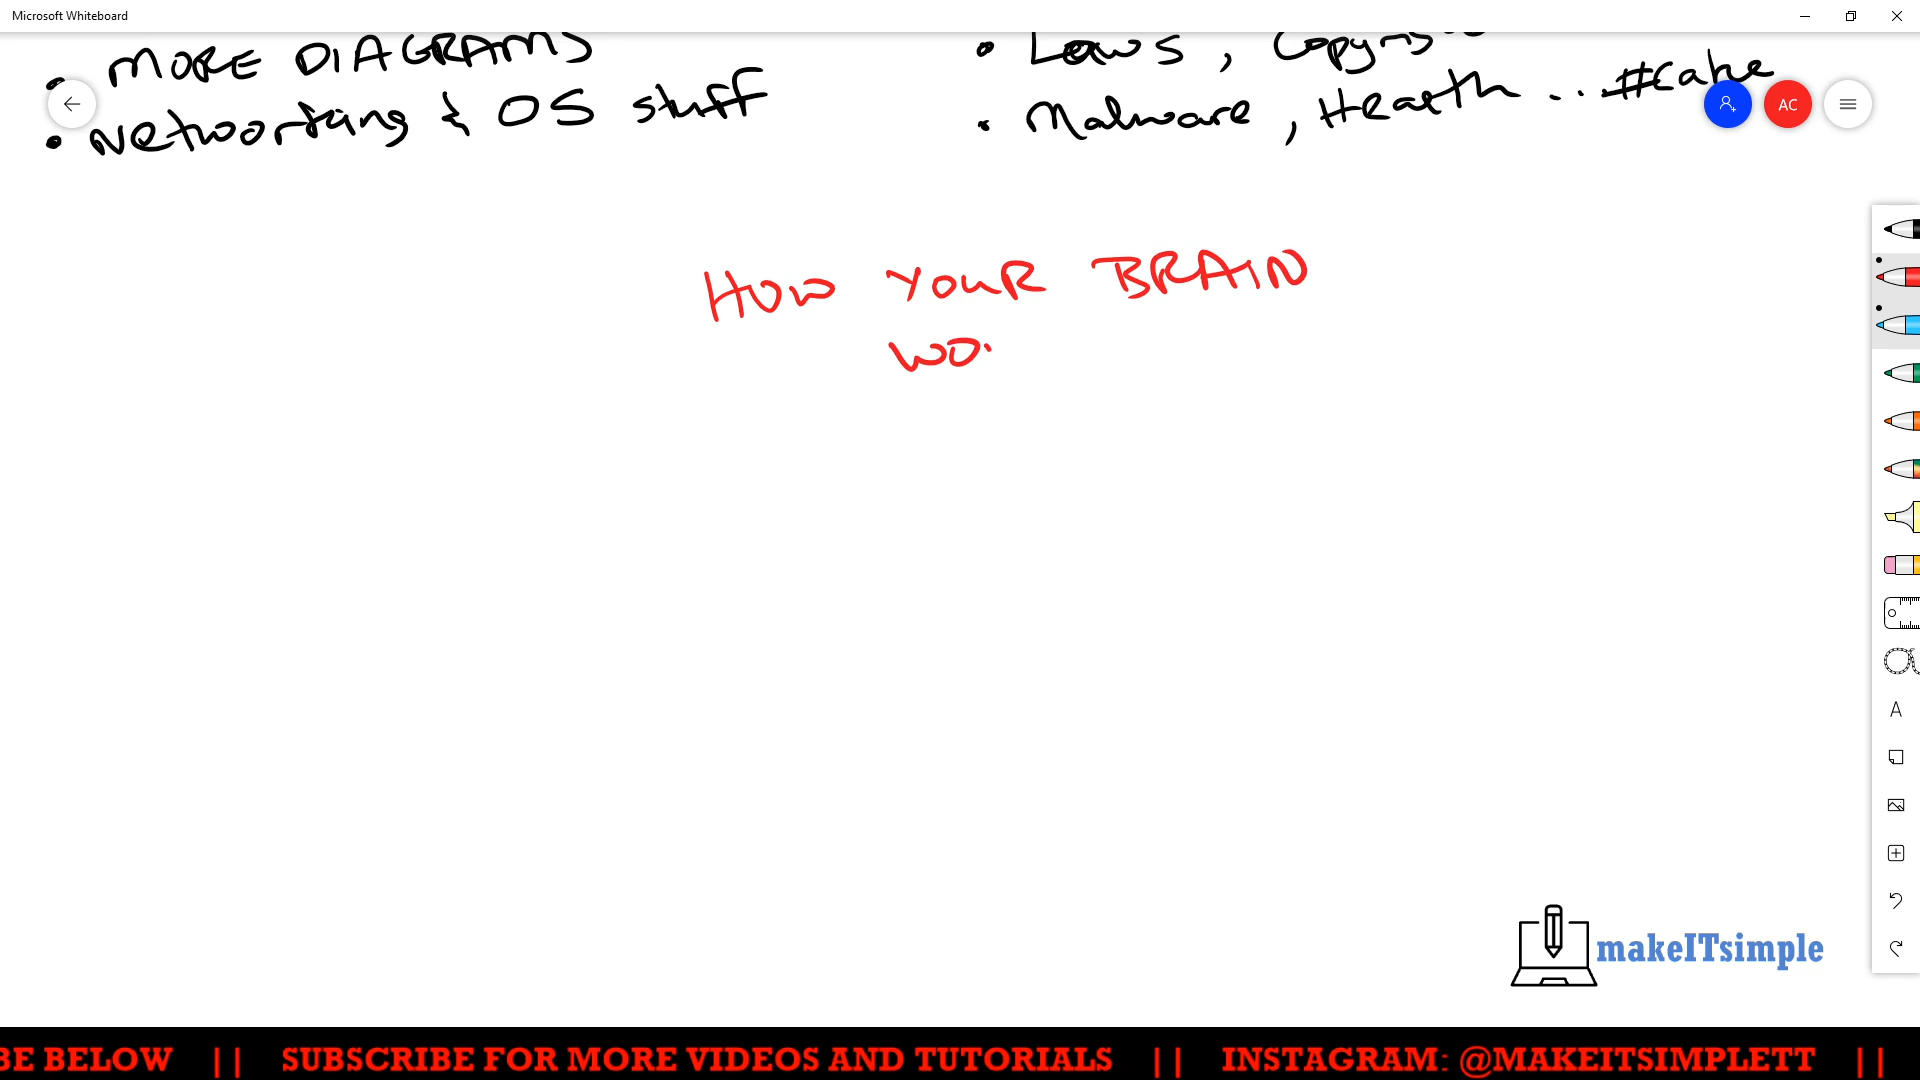 Microsoft Whiteboard
• MORE DIAGRAMS
• Networking & OS stuff
• Laws,
• Malware, Health ... #Cake
AC
HOW YOUR BRAIN
WO
A
makeITsimple
BE BELOW || SUBSCRIBE FOR MORE VIDEOS AND TUTORIALS || INSTAGRAM: @MAKEITSIMPLETT ||